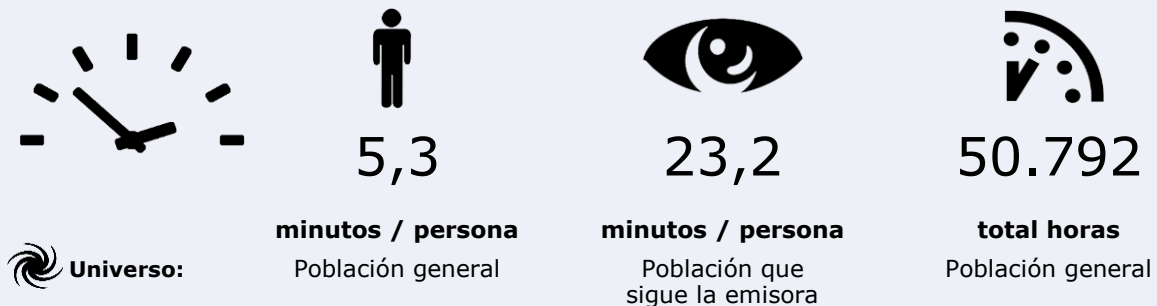 5,3
23,2
50.792
minutos / persona
minutos / persona
total horas
Universo:
Población general
Población que
sigue la emisora
Población general